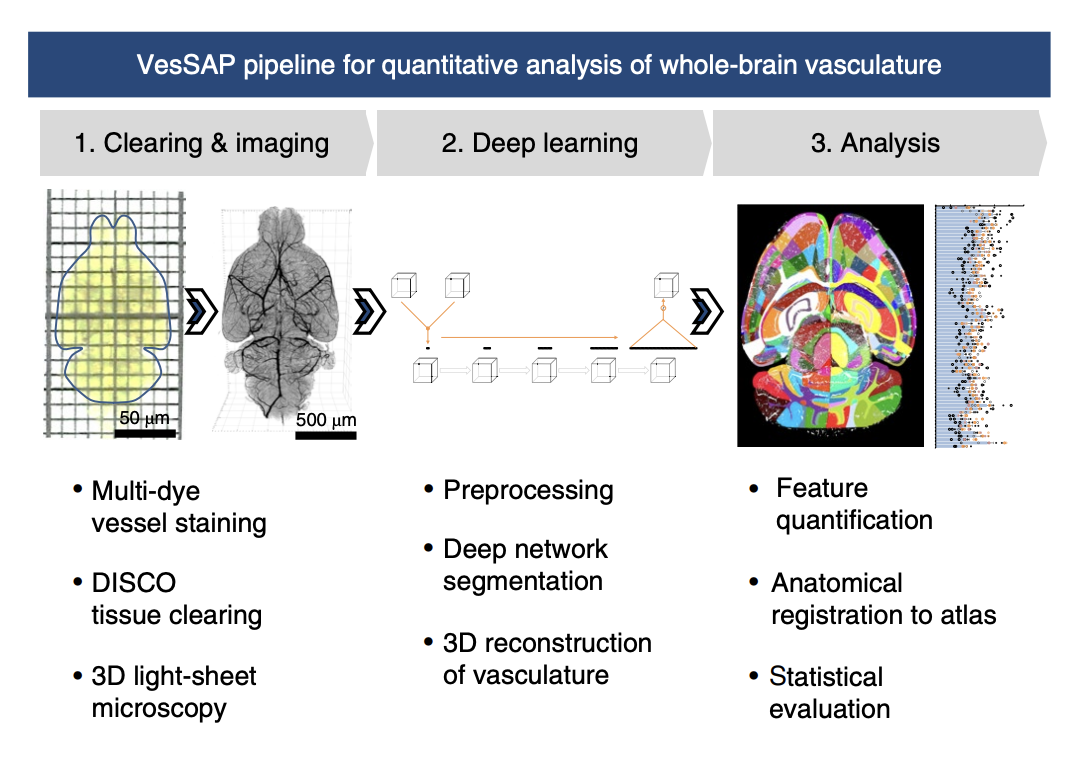 VesSAP pipeline for quantitative analysis of whole-brain vasculature
1. Clearing & imaging
2. Deep learning
3. Analysis
50 µm
500 µm
• Multi-dye
vessel staining
• DISCO
tissue clearing
• 3D light-sheet
microscopy
• Preprocessing
• Deep network
segmentation
• 3D reconstruction
of vasculature
• Feature
quantification
• Anatomical
registration to atlas
• Statistical
evaluation